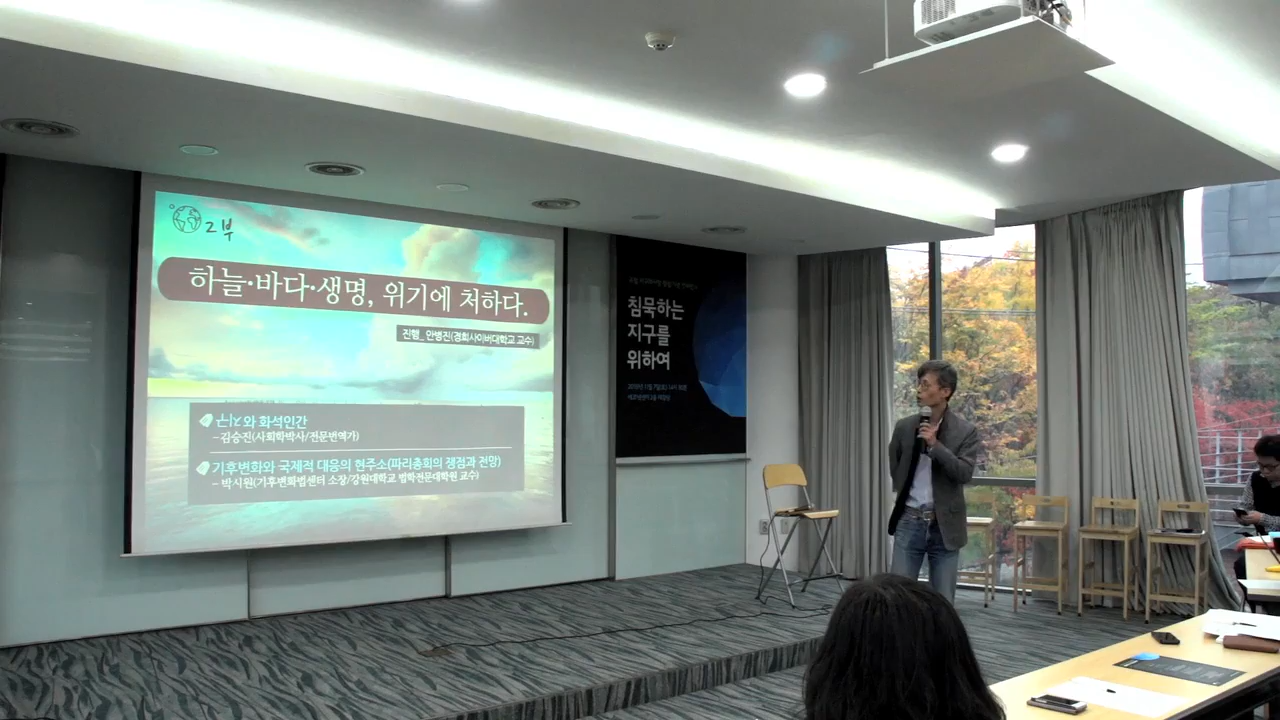 2부
하늘·바다·생명, 위기에 처하다.
진행_ 안병진(경희사이버대학교 교수)
와 화석인간
- 김승진(사회학박사/전문번역가)
기후변화와 국제적 대응의 현주소(파리총회의 쟁점과 전망)
- 박시원(기후변화법센터 소장/강원대학교 법학전문대학원 교수)
침묵하는
지구를
위하여